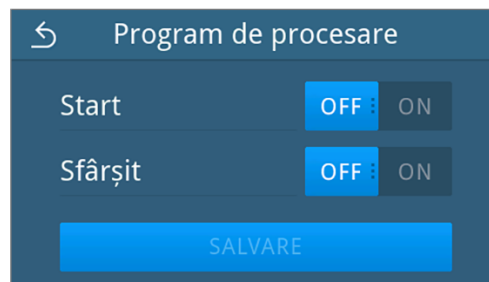 Program de procesare
Start OFF ON
Sfârșit OFF ON
SALVARE